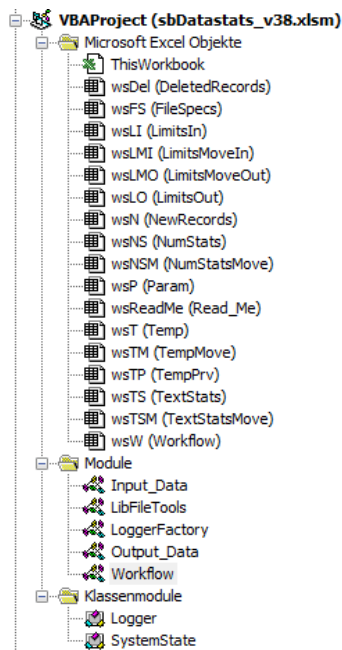 VBAProject (sbDatastats_v38.xlsm)
Microsoft Excel Objekte
ThisWorkbook
wsDel (DeletedRecords)
wsFS (FileSpecs)
wsLI (LimitsIn)
wsLMI (LimitsMoveIn)
wsLMO (LimitsMoveOut)
wsLO (LimitsOut)
wsN (NewRecords)
wsNS (NumStats)
wsNSM (NumStatsMove)
wsP (Param)
wsReadMe (Read_Me)
wsT (Temp)
wsTM (TempMove)
wsTP (TempPrv)
wsTS (TextStats)
wsTSM (TextStatsMove)
wsW (Workflow)
Module
Input_Data
LibFileTools
LoggerFactory
Output_Data
Workflow
Klassenmodule
Logger
SystemState